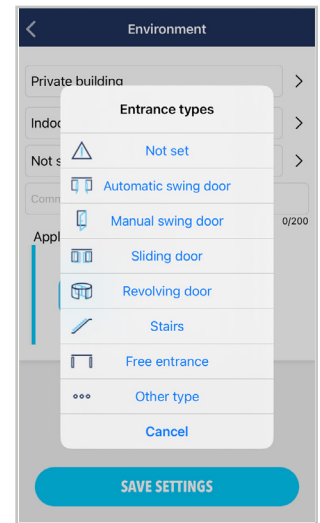 Environment
Private building
Entrance types
Indoo
Not set
Not s
Automatic swing door
Comm
Manual swing door
0/200
Appl
Sliding door
Revolving door
Stairs
Free entrance
Other type
Cancel
SAVE SETTINGS